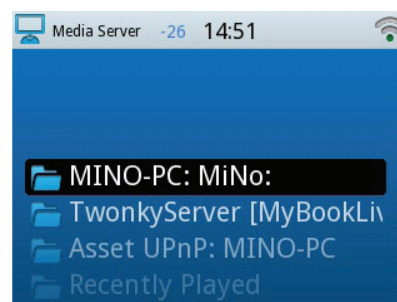 Media Server -26 14:51
MINO-PC: MiNo:
TwonkyServer [MyBookLiv
Asset UPnP: MINO-PC
Recently Played